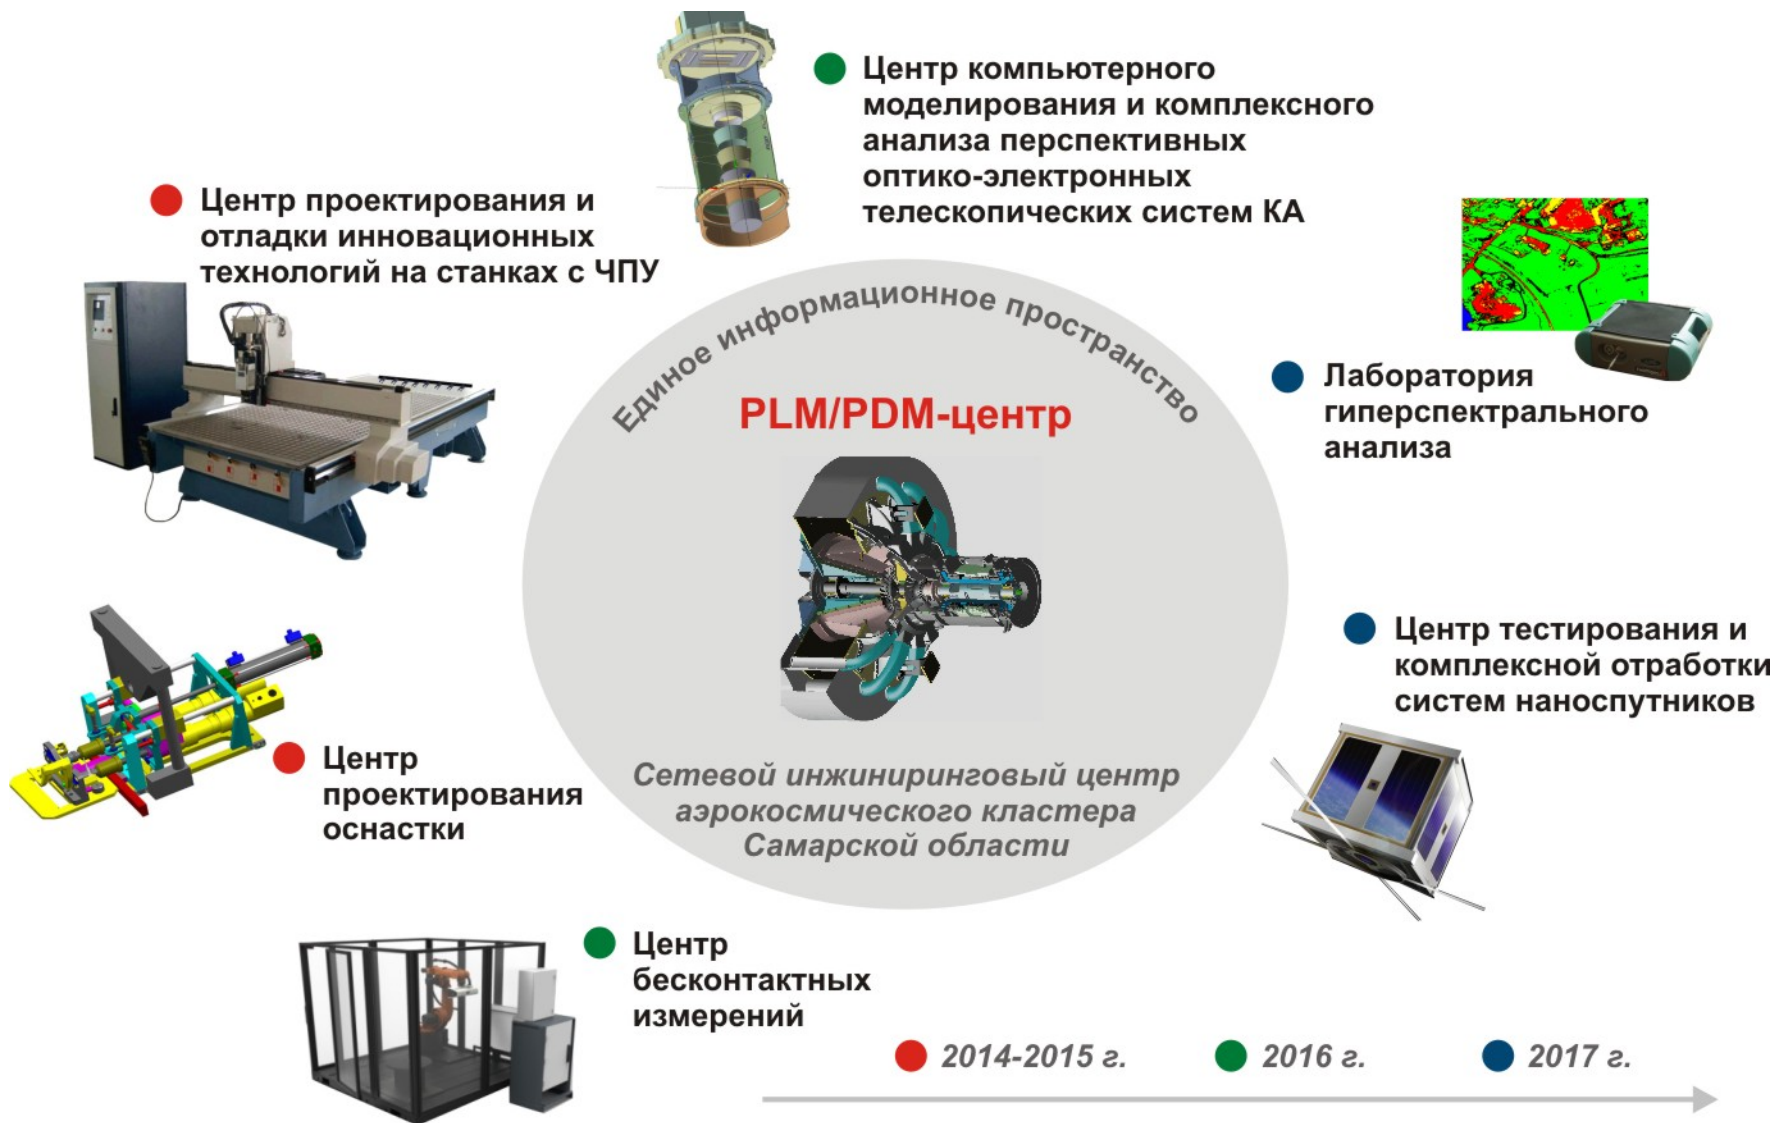 Центр компьютерного
моделирования и комплексного
анализа перспективных
оптико-электронных
телескопических систем КА
Центр проектирования и
отладки инновационных
технологий на станках с ЧПУ
Единое информационное пространство
PLM/PDM-центр
Лаборатория
гиперспектрального
анализа
Центр тестирования и
комплексной отработки
систем наноспутников
Центр
проектирования
оснастки
Сетевой инжиниринговый центр
аэрокосмического кластера
Самарской области
Центр
бесконтактных
измерений
2014-2015 г.
2016 г.
2017 г.